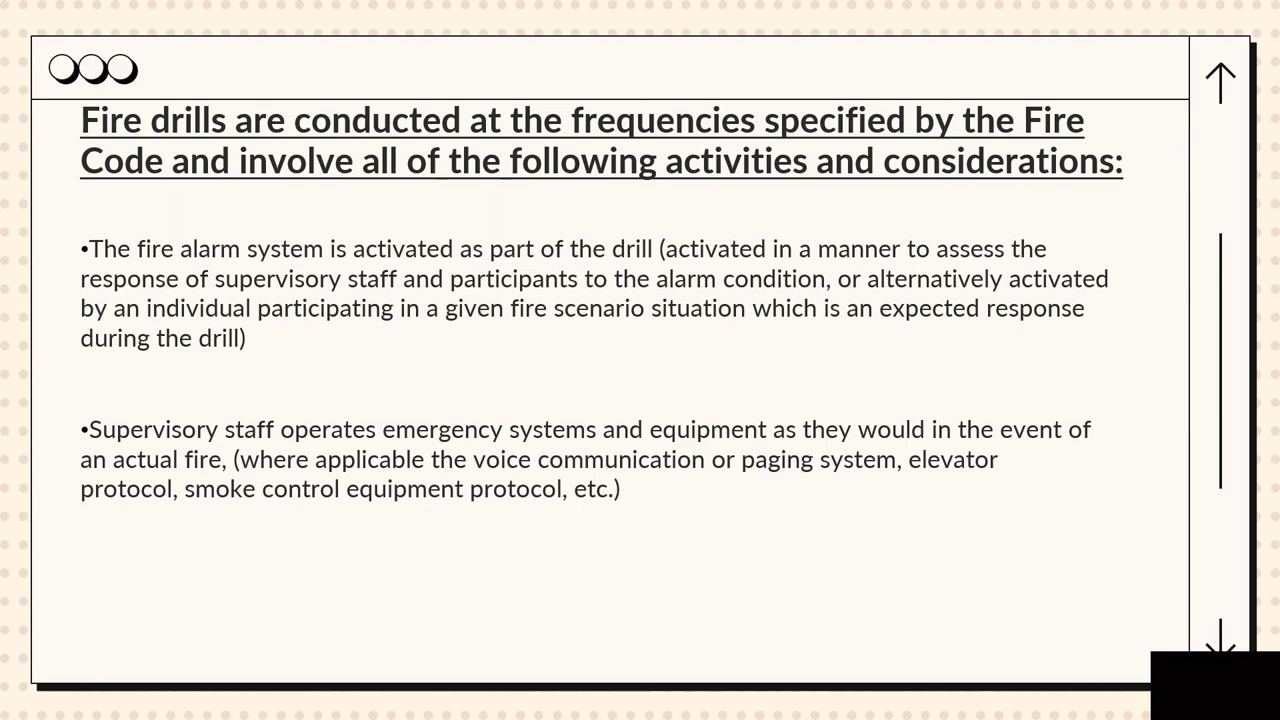 Fire drills are conducted at the frequencies specified by the Fire
Code and involve all of the following activities and considerations:
•The fire alarm system is activated as part of the drill (activated in a manner to assess the
response of supervisory staff and participants to the alarm condition, or alternatively activated
by an individual participating in a given fire scenario situation which is an expected response
during the drill)
•Supervisory staff operates emergency systems and equipment as they would in the event of
an actual fire, (where applicable the voice communication or paging system, elevator
protocol, smoke control equipment protocol, etc.)